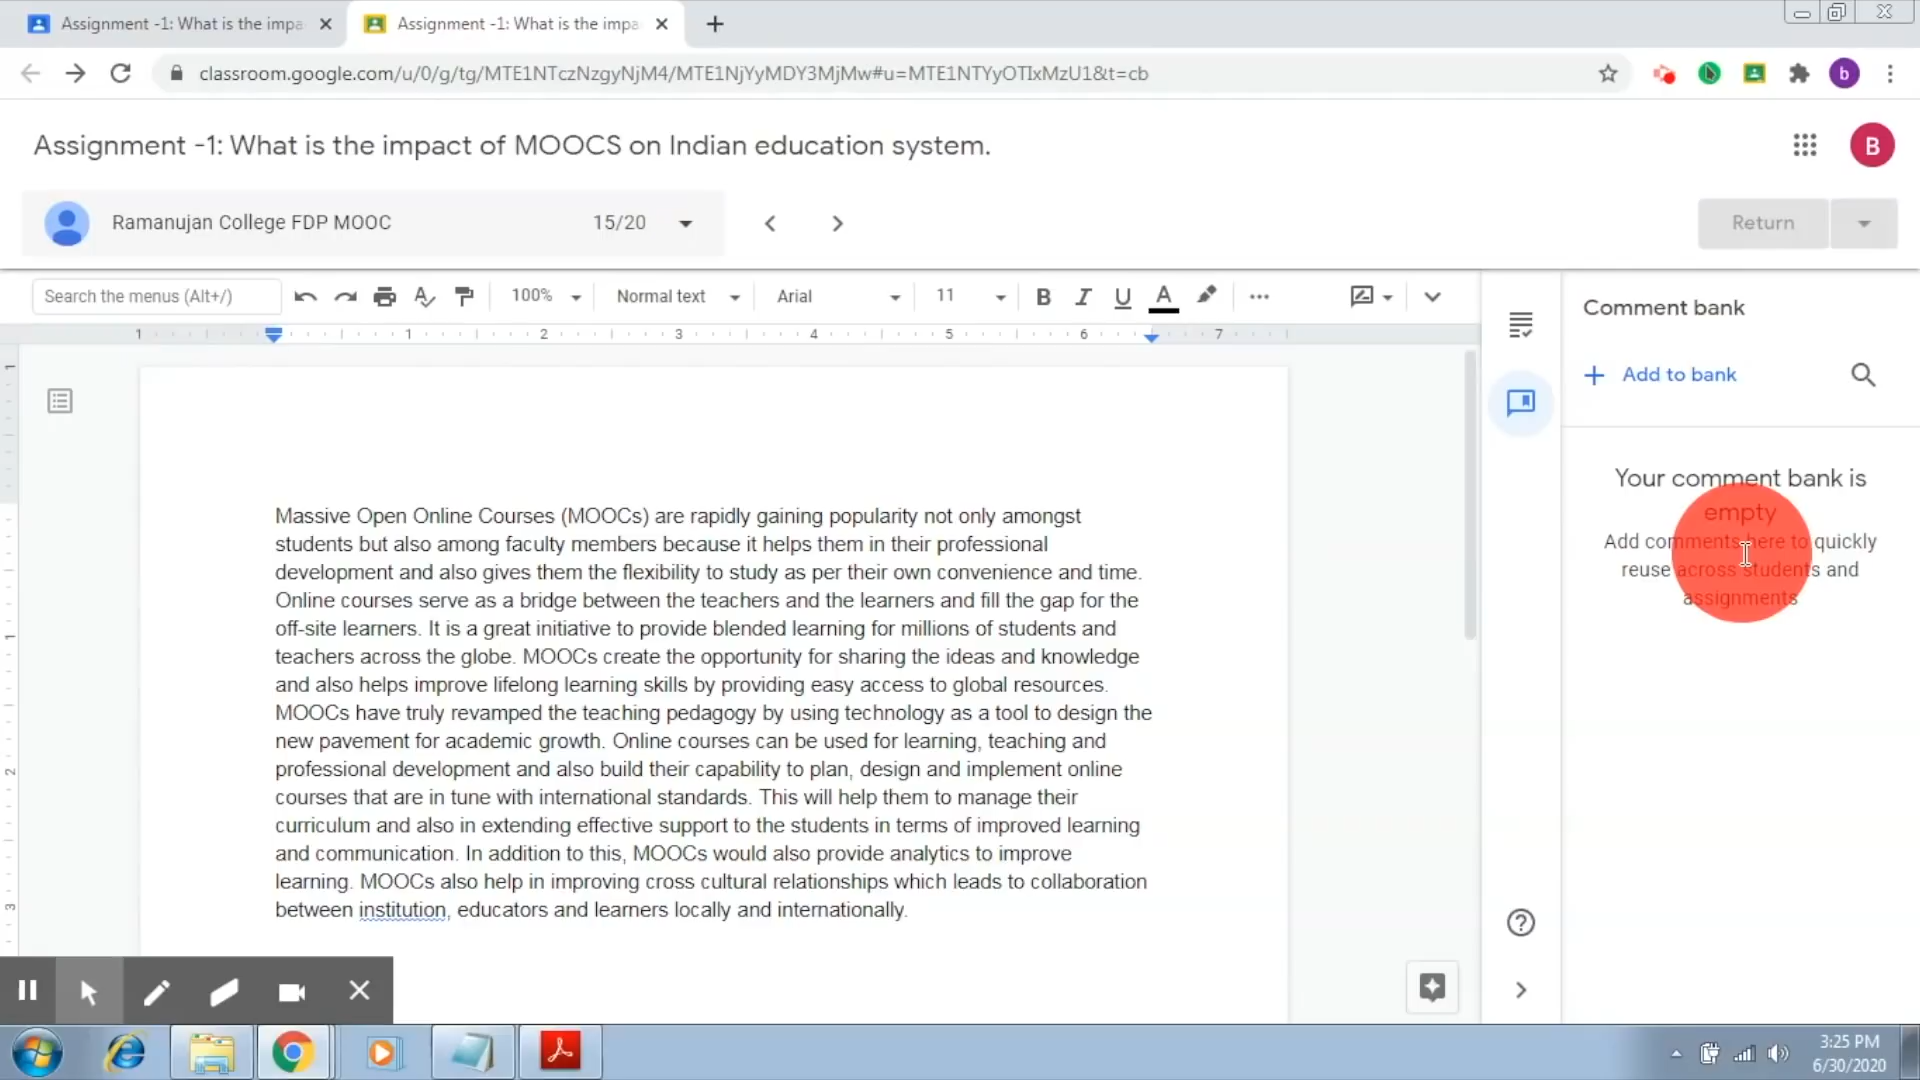 Assignment -1: What is the impa
Assignment -1: What is the impa
classroom.google.com/u/0/g/tg/MTE1NTczNzgyNjM4/MTE1NjYyMDY3MjMw#u=MTE1NTYyOTIxMzU1&t=cb
b
Assignment -1: What is the impact of MOOCS on Indian education system.
B
Ramanujan College FDP MOOC 15/20
Return
Search the menus (Alt+/)
100% Normal text Arial 11 B I U A
1 1 2 3 4 5 6 7
1
1
2
3
Comment bank
Add to bank
Your comment bank is
empty
Add comments here to quickly
reuse across students and
assignments
Massive Open Online Courses (MOOCs) are rapidly gaining popularity not only amongst
students but also among faculty members because it helps them in their professional
development and also gives them the flexibility to study as per their own convenience and time.
Online courses serve as a bridge between the teachers and the learners and fill the gap for the
off-site learners. It is a great initiative to provide blended learning for millions of students and
teachers across the globe. MOOCs create the opportunity for sharing the ideas and knowledge
and also helps improve lifelong learning skills by providing easy access to global resources.
MOOCs have truly revamped the teaching pedagogy by using technology as a tool to design the
new pavement for academic growth. Online courses can be used for learning, teaching and
professional development and also build their capability to plan, design and implement online
courses that are in tune with international standards. This will help them to manage their
curriculum and also in extending effective support to the students in terms of improved learning
and communication. In addition to this, MOOCs would also provide analytics to improve
learning. MOOCs also help in improving cross cultural relationships which leads to collaboration
between institution, educators and learners locally and internationally.
3:25 PM
6/30/2020